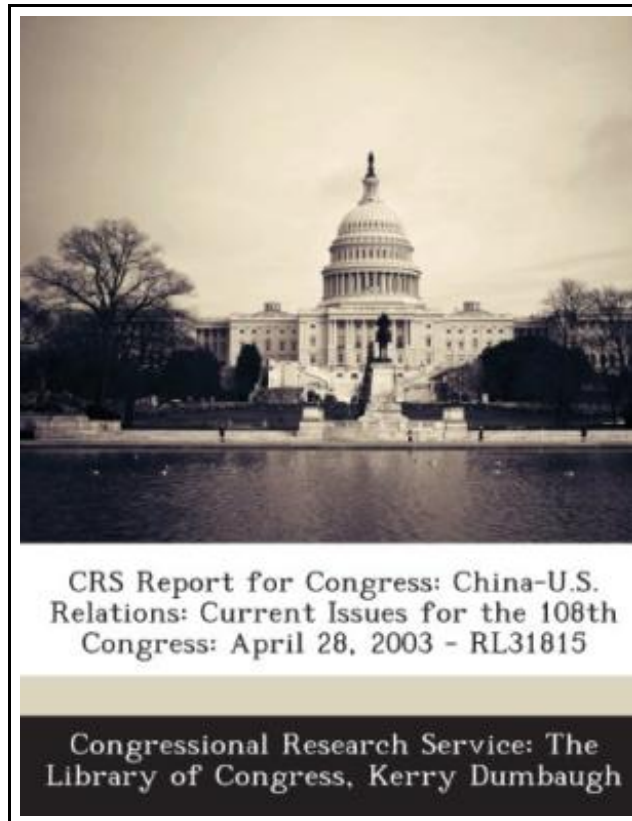 CRS Report for Congress: China-U.S.
Relations: Current Issues for the 108th
Congress: April 28, 2003 - RL31815
Congressional Research Service: The
Library of Congress, Kerry Dumbaugh